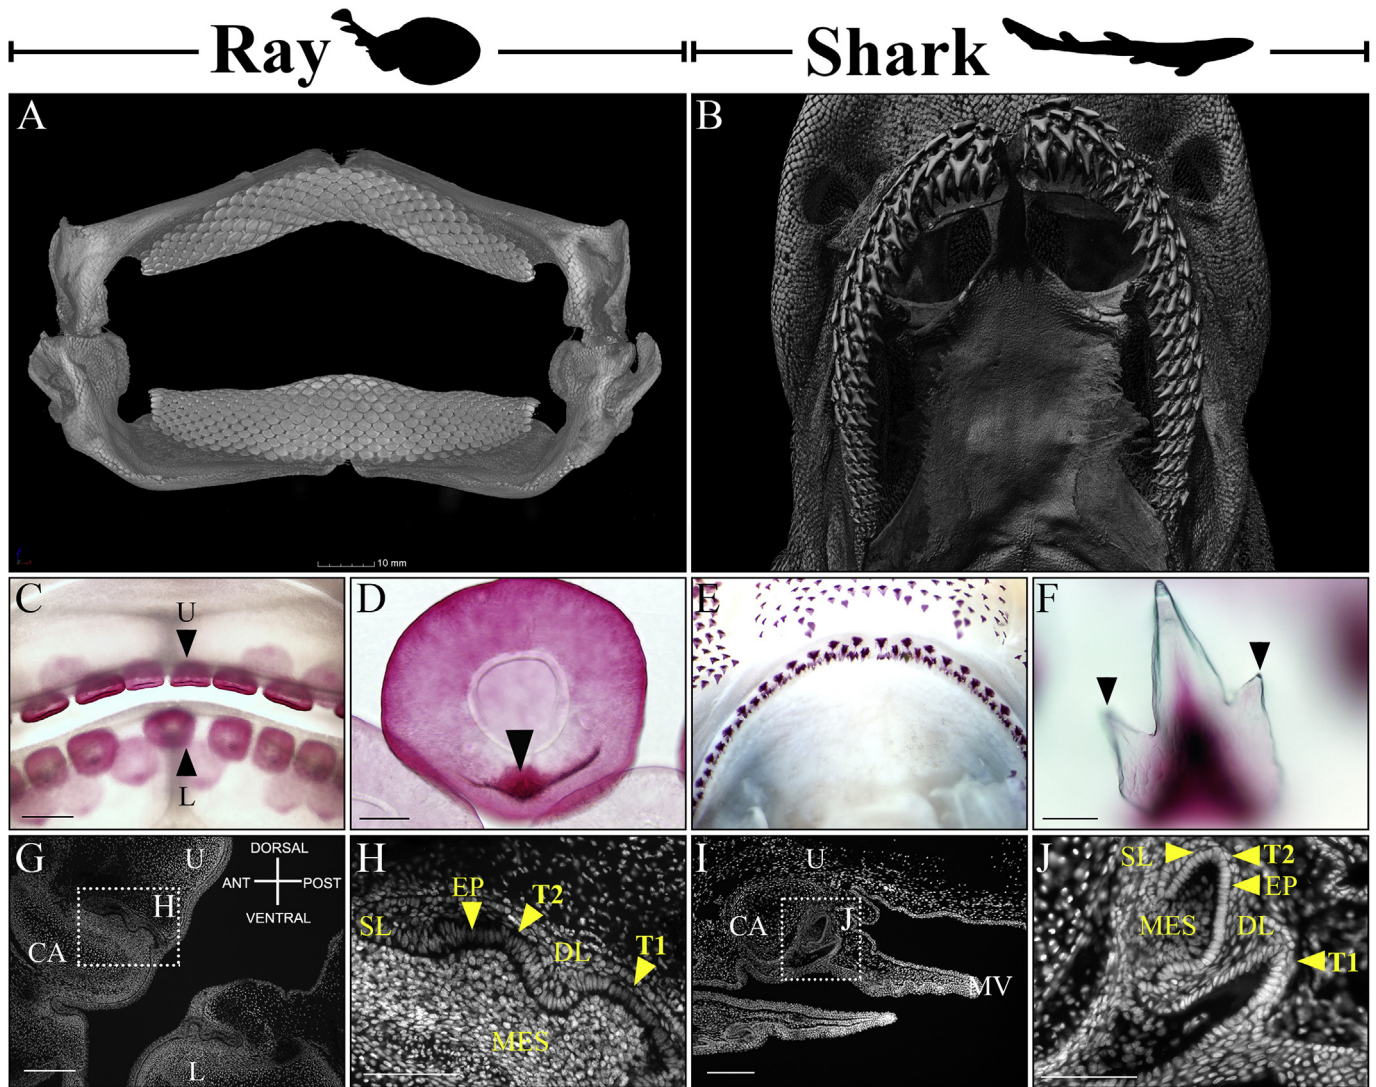 Ray
Shark
A
B
10 mm
C
U
L
D
E
F
G
U
DORSAL
ANT
POST
VENTRAL
H
CA
L
H
EP
T2
SL
DL
T1
MES
I
U
CA
J
MV
J
SL
T2
EP
MES
DL
T1